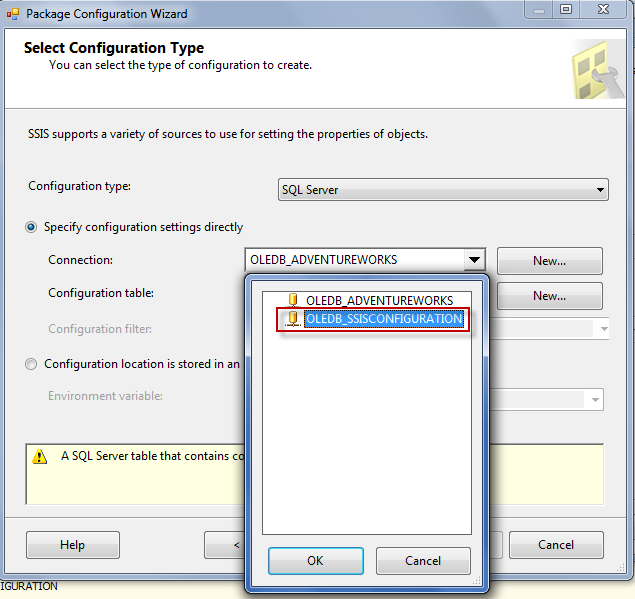 Package Configuration Wizard
Select Configuration Type
You can select the type of configuration to create.
SSIS supports a variety of sources to use for setting the properties of objects.
Configuration type:
SQL Server
Specify configuration settings directly
Connection:
OLEDB_ADVENTUREWORKS
New...
Configuration table:
New...
Configuration filter:
Configuration location is stored in an
Environment variable:
A SQL Server table that contains co
OLEDB_ADVENTUREWORKS
OLEDB_SSISCONFIGURATION
OK
Cancel
Help
<
Cancel
IGURATION